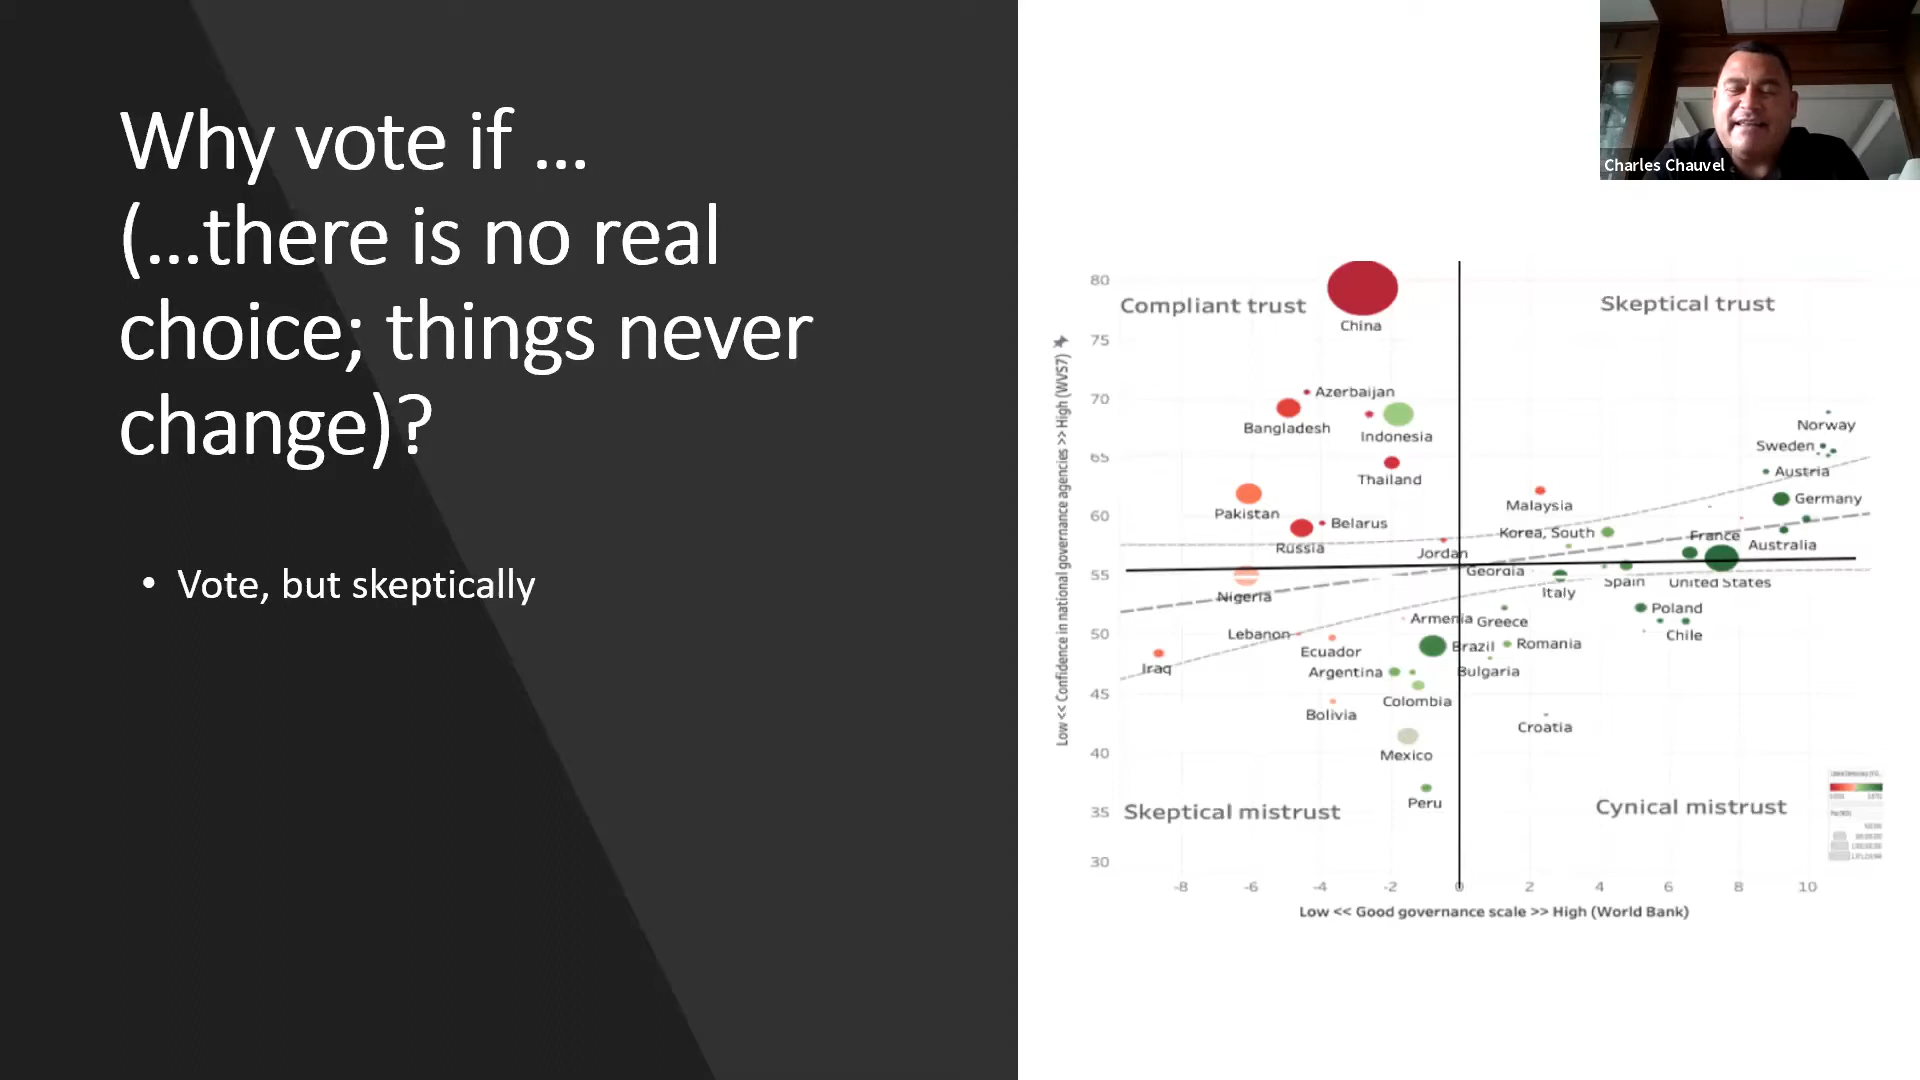 Why vote if …
(…there is no real
choice; things never
change)?
• Vote, but skeptically
Charles Chauvel
Low << Confidence in national governance agencies >> High (WVS7)
80
75
70
65
60
55
50
45
40
35
30
Compliant trust
Skeptical trust
China
Azerbaijan
Bangladesh
Indonesia
Norway
Sweden
Thailand
Austria
Malaysia
Germany
Pakistan
Belarus
Korea, South
Russia
France
Australia
Jordan
Georgia
Spain
United States
Nigeria
Italy
Lebanon
Armenia
Greece
Poland
Ecuador
Brazil
Romania
Chile
Iraq
Argentina
Bulgaria
Colombia
Bolivia
Croatia
Mexico
Peru
Skeptical mistrust
Cynical mistrust
-8
-6
-4
-2
0
2
4
6
8
10
Low << Good governance scale >> High (World Bank)